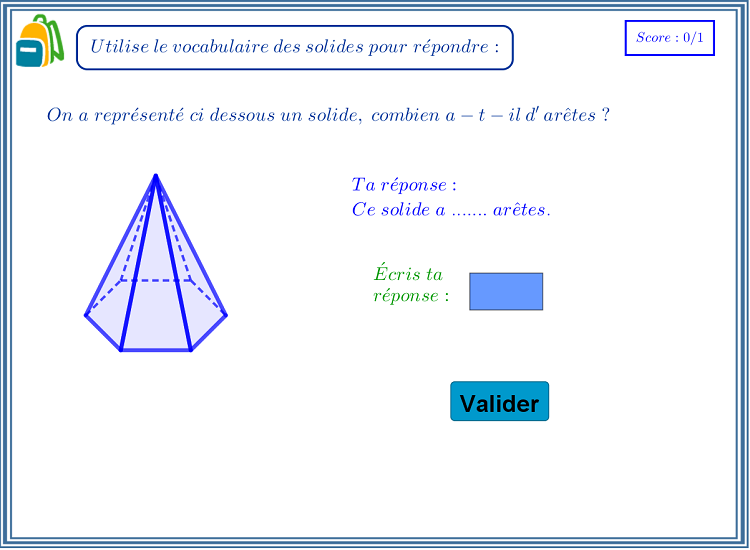 Utilise le vocabulaire des solides pour répondre :
Score : 0/1
On a représenté ci dessous un solide, combien a − t − il d′ arêtes ?
Ta réponse :
Ce solide a ....... arêtes.
Écris ta
réponse :
Valider